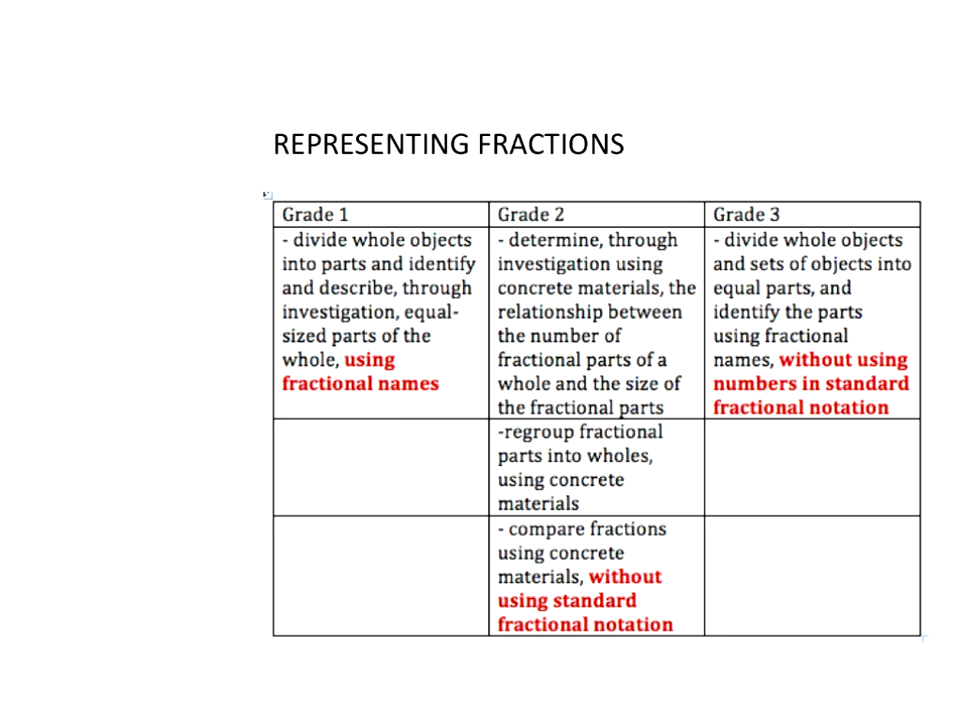 REPRESENTING FRACTIONS
Grade 1
Grade 2
Grade 3
- divide whole objects
into parts and identify
and describe, through
investigation, equal-
sized parts of the
whole, using
fractional names
- determine, through
investigation using
concrete materials, the
relationship between
the number of
fractional parts of a
whole and the size of
the fractional parts
- divide whole objects
and sets of objects into
equal parts, and
identify the parts
using fractional
names, without using
numbers in standard
fractional notation
-regroup fractional
parts into wholes,
using concrete
materials
- compare fractions
using concrete
materials, without
using standard
fractional notation